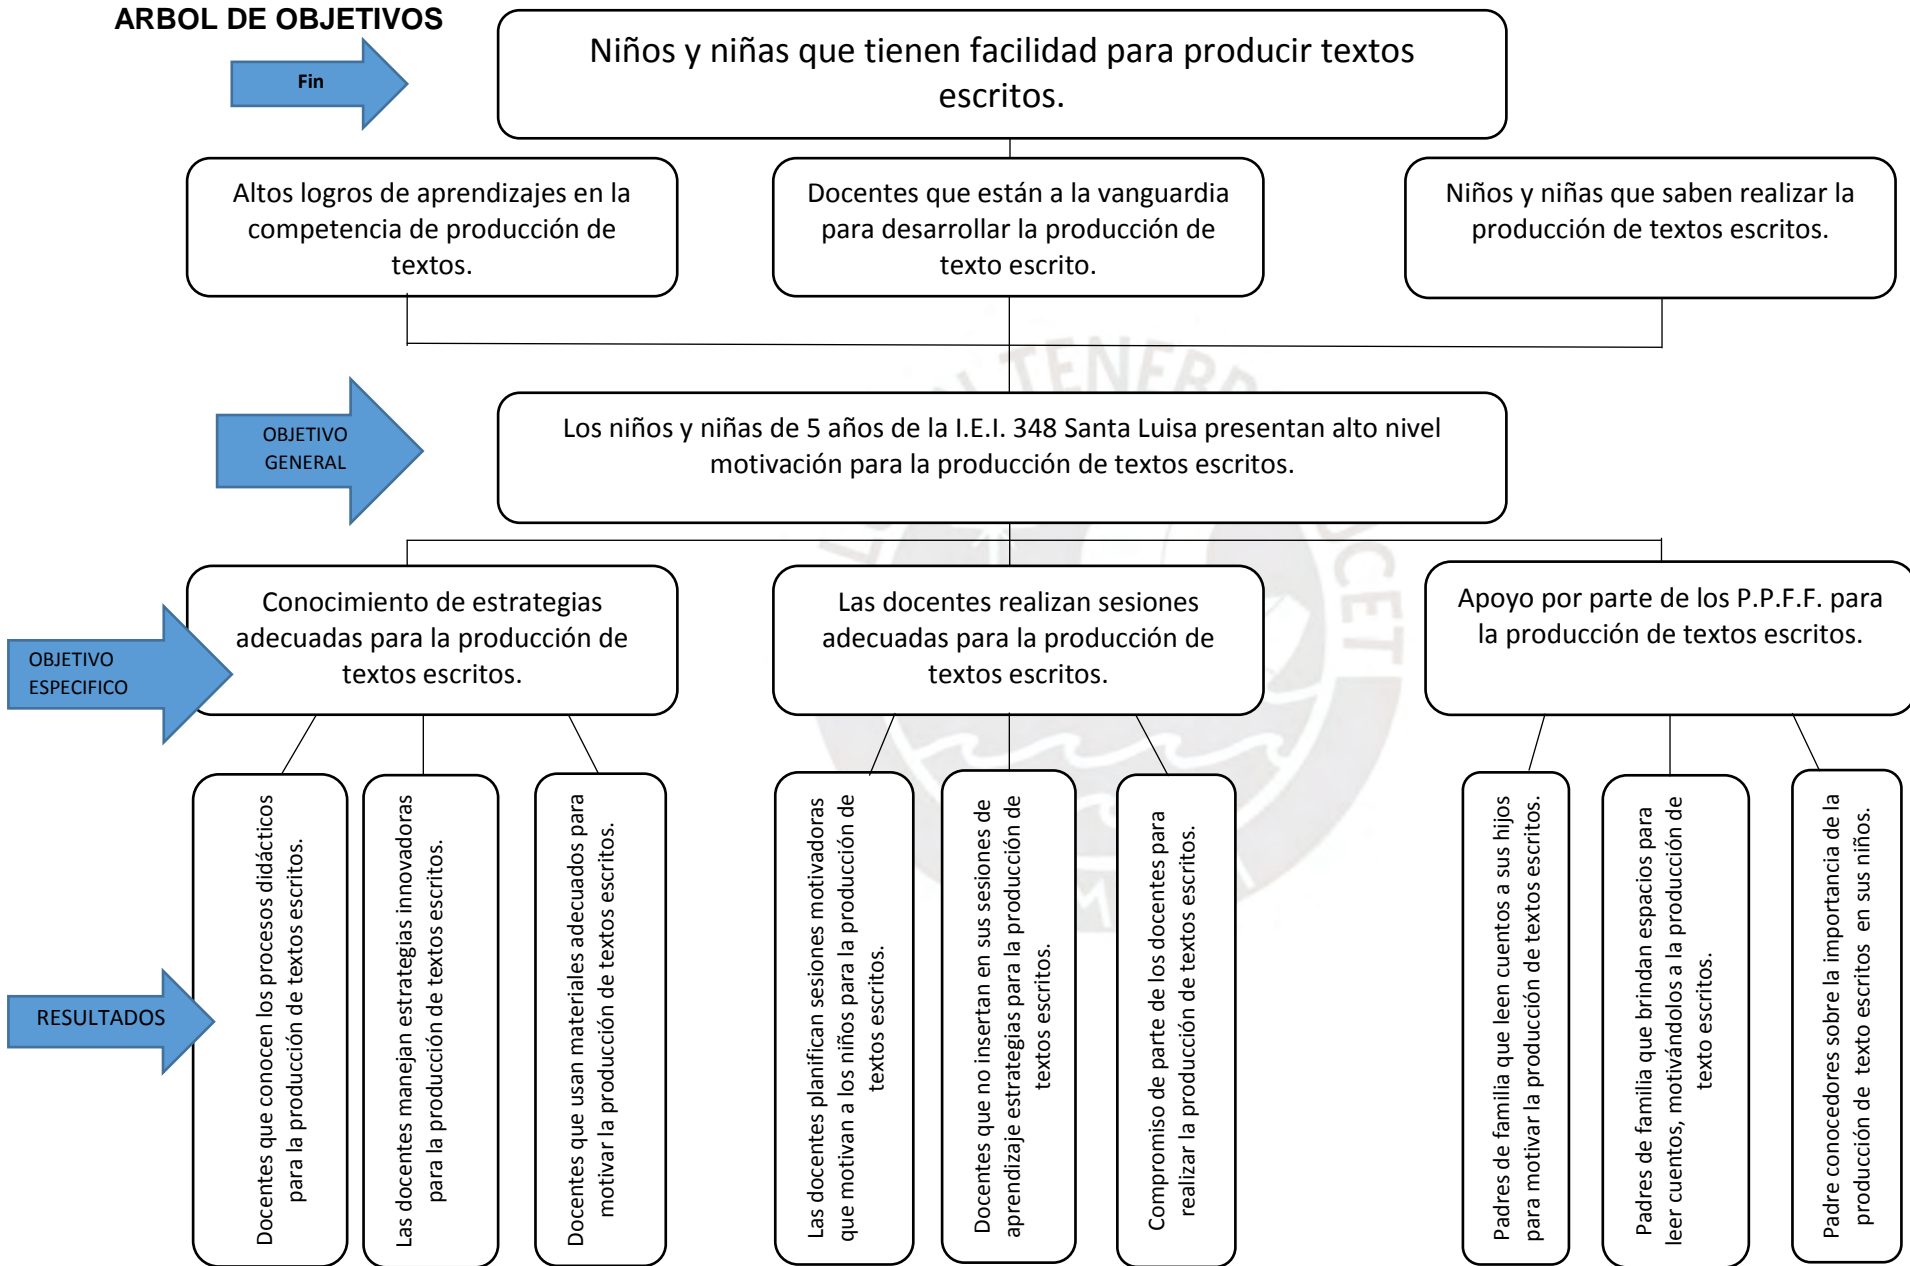 ARBOL DE OBJETIVOS
Fin
Niños y niñas que tienen facilidad para producir textos
escritos.
Altos logros de aprendizajes en la
competencia de producción de
textos.
Docentes que están a la vanguardia
para desarrollar la producción de
texto escrito.
Niños y niñas que saben realizar la
producción de textos escritos.
OBJETIVO
GENERAL
Los niños y niñas de 5 años de la I.E.I. 348 Santa Luisa presentan alto nivel
motivación para la producción de textos escritos.
OBJETIVO
ESPECIFICO
Conocimiento de estrategias
adecuadas para la producción de
textos escritos.
Las docentes realizan sesiones
adecuadas para la producción de
textos escritos.
Apoyo por parte de los P.P.F.F. para
la producción de textos escritos.
RESULTADOS
Docentes que conocen los procesos didácticos
para la producción de textos escritos.
Las docentes manejan estrategias innovadoras
para la producción de textos escritos.
Docentes que usan materiales adecuados para
motivar la producción de textos escritos.
Las docentes planifican sesiones motivadoras
que motivan a los niños para la producción de
textos escritos.
Docentes que no insertan en sus sesiones de
aprendizaje estrategias para la producción de
textos escritos.
Compromiso de parte de los docentes para
realizar la producción de textos escritos.
Padres de familia que leen cuentos a sus hijos
para motivar la producción de textos escritos.
Padres de familia que brindan espacios para
leer cuentos, motivándolos a la producción de
texto escritos.
Padre conocedores sobre la importancia de la
producción de texto escritos en sus niños.
TENEBR
UCET